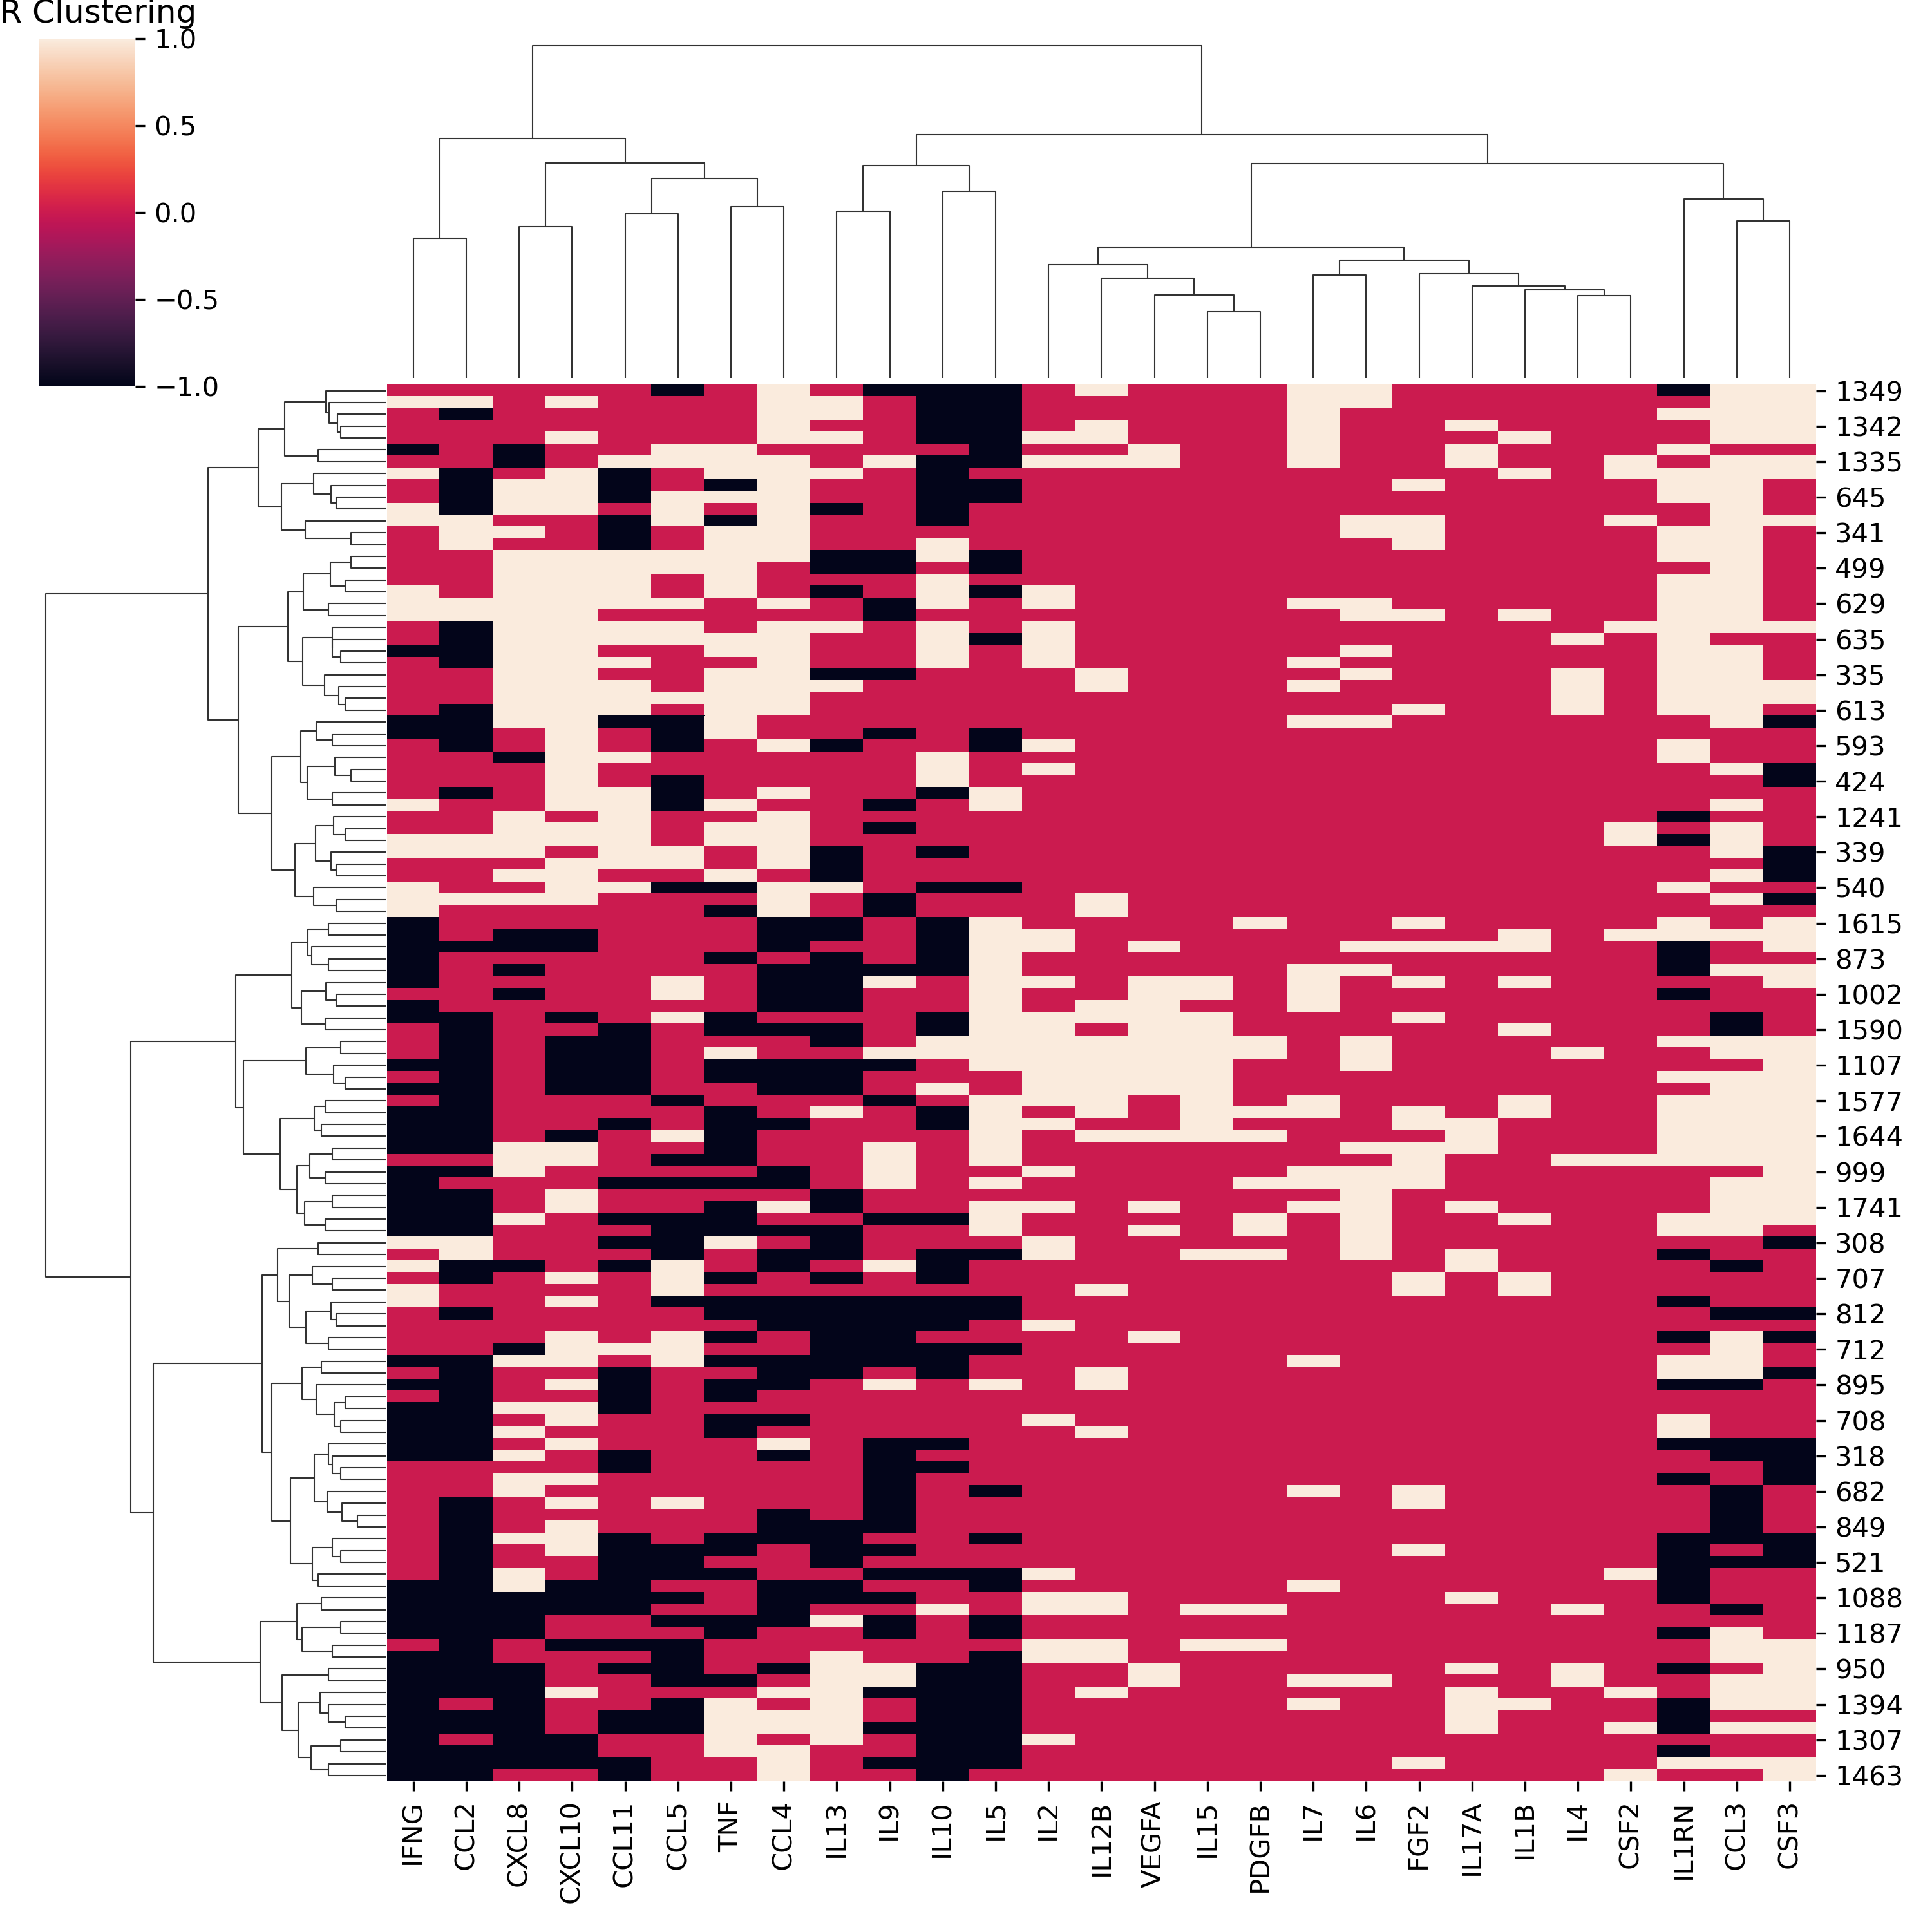 R Clustering
1.0
0.5
0.0
−0.5
−1.0
1349
1342
1335
645
341
499
629
635
335
613
593
424
1241
339
540
1615
873
1002
1590
1107
1577
1644
999
1741
308
707
812
712
895
708
318
682
849
521
1088
1187
950
1394
1307
1463
IFNG
CCL2
CXCL8
CXCL10
CCL11
CCL5
TNF
CCL4
IL13
IL9
IL10
IL5
IL2
IL12B
VEGFA
IL15
PDGFB
IL7
IL6
FGF2
IL17A
IL1B
IL4
CSF2
IL1RN
CCL3
CSF3